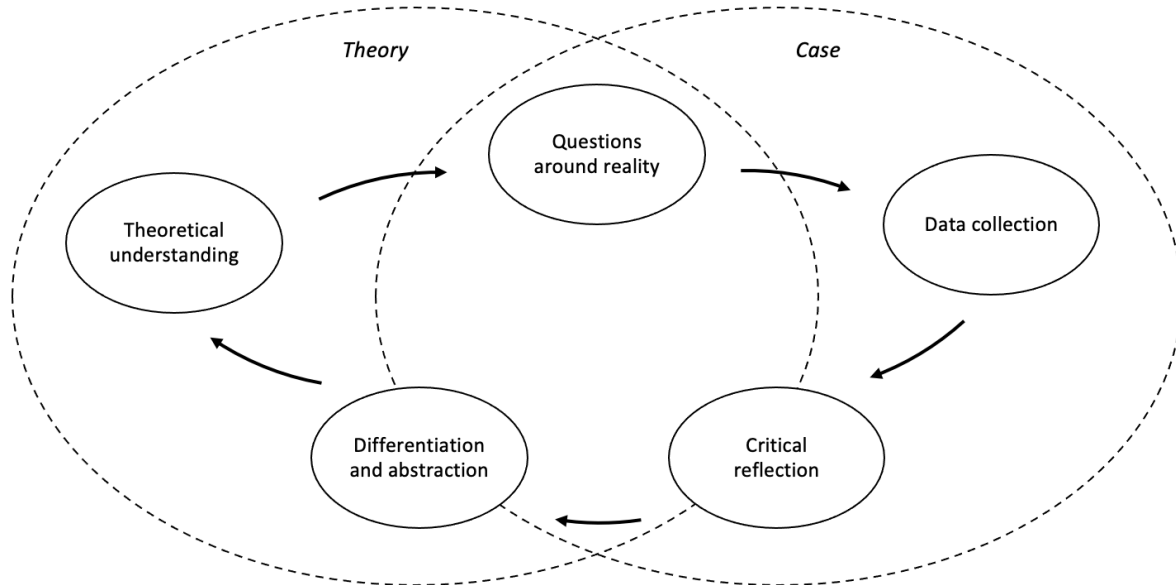 Theory
Case
Questions
around reality
Theoretical
understanding
Data collection
Differentiation
and abstraction
Critical
reflection